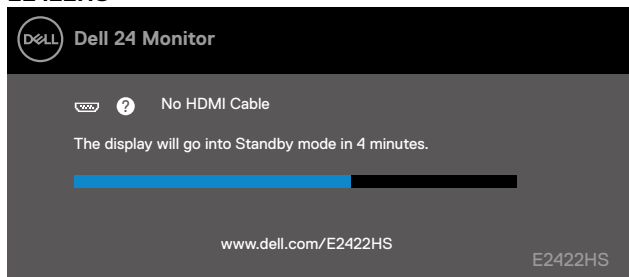 E2422HS
DELL Dell 24 Monitor
? No HDMI Cable
The display will go into Standby mode in 4 minutes.
www.dell.com/E2422HS
E2422HS